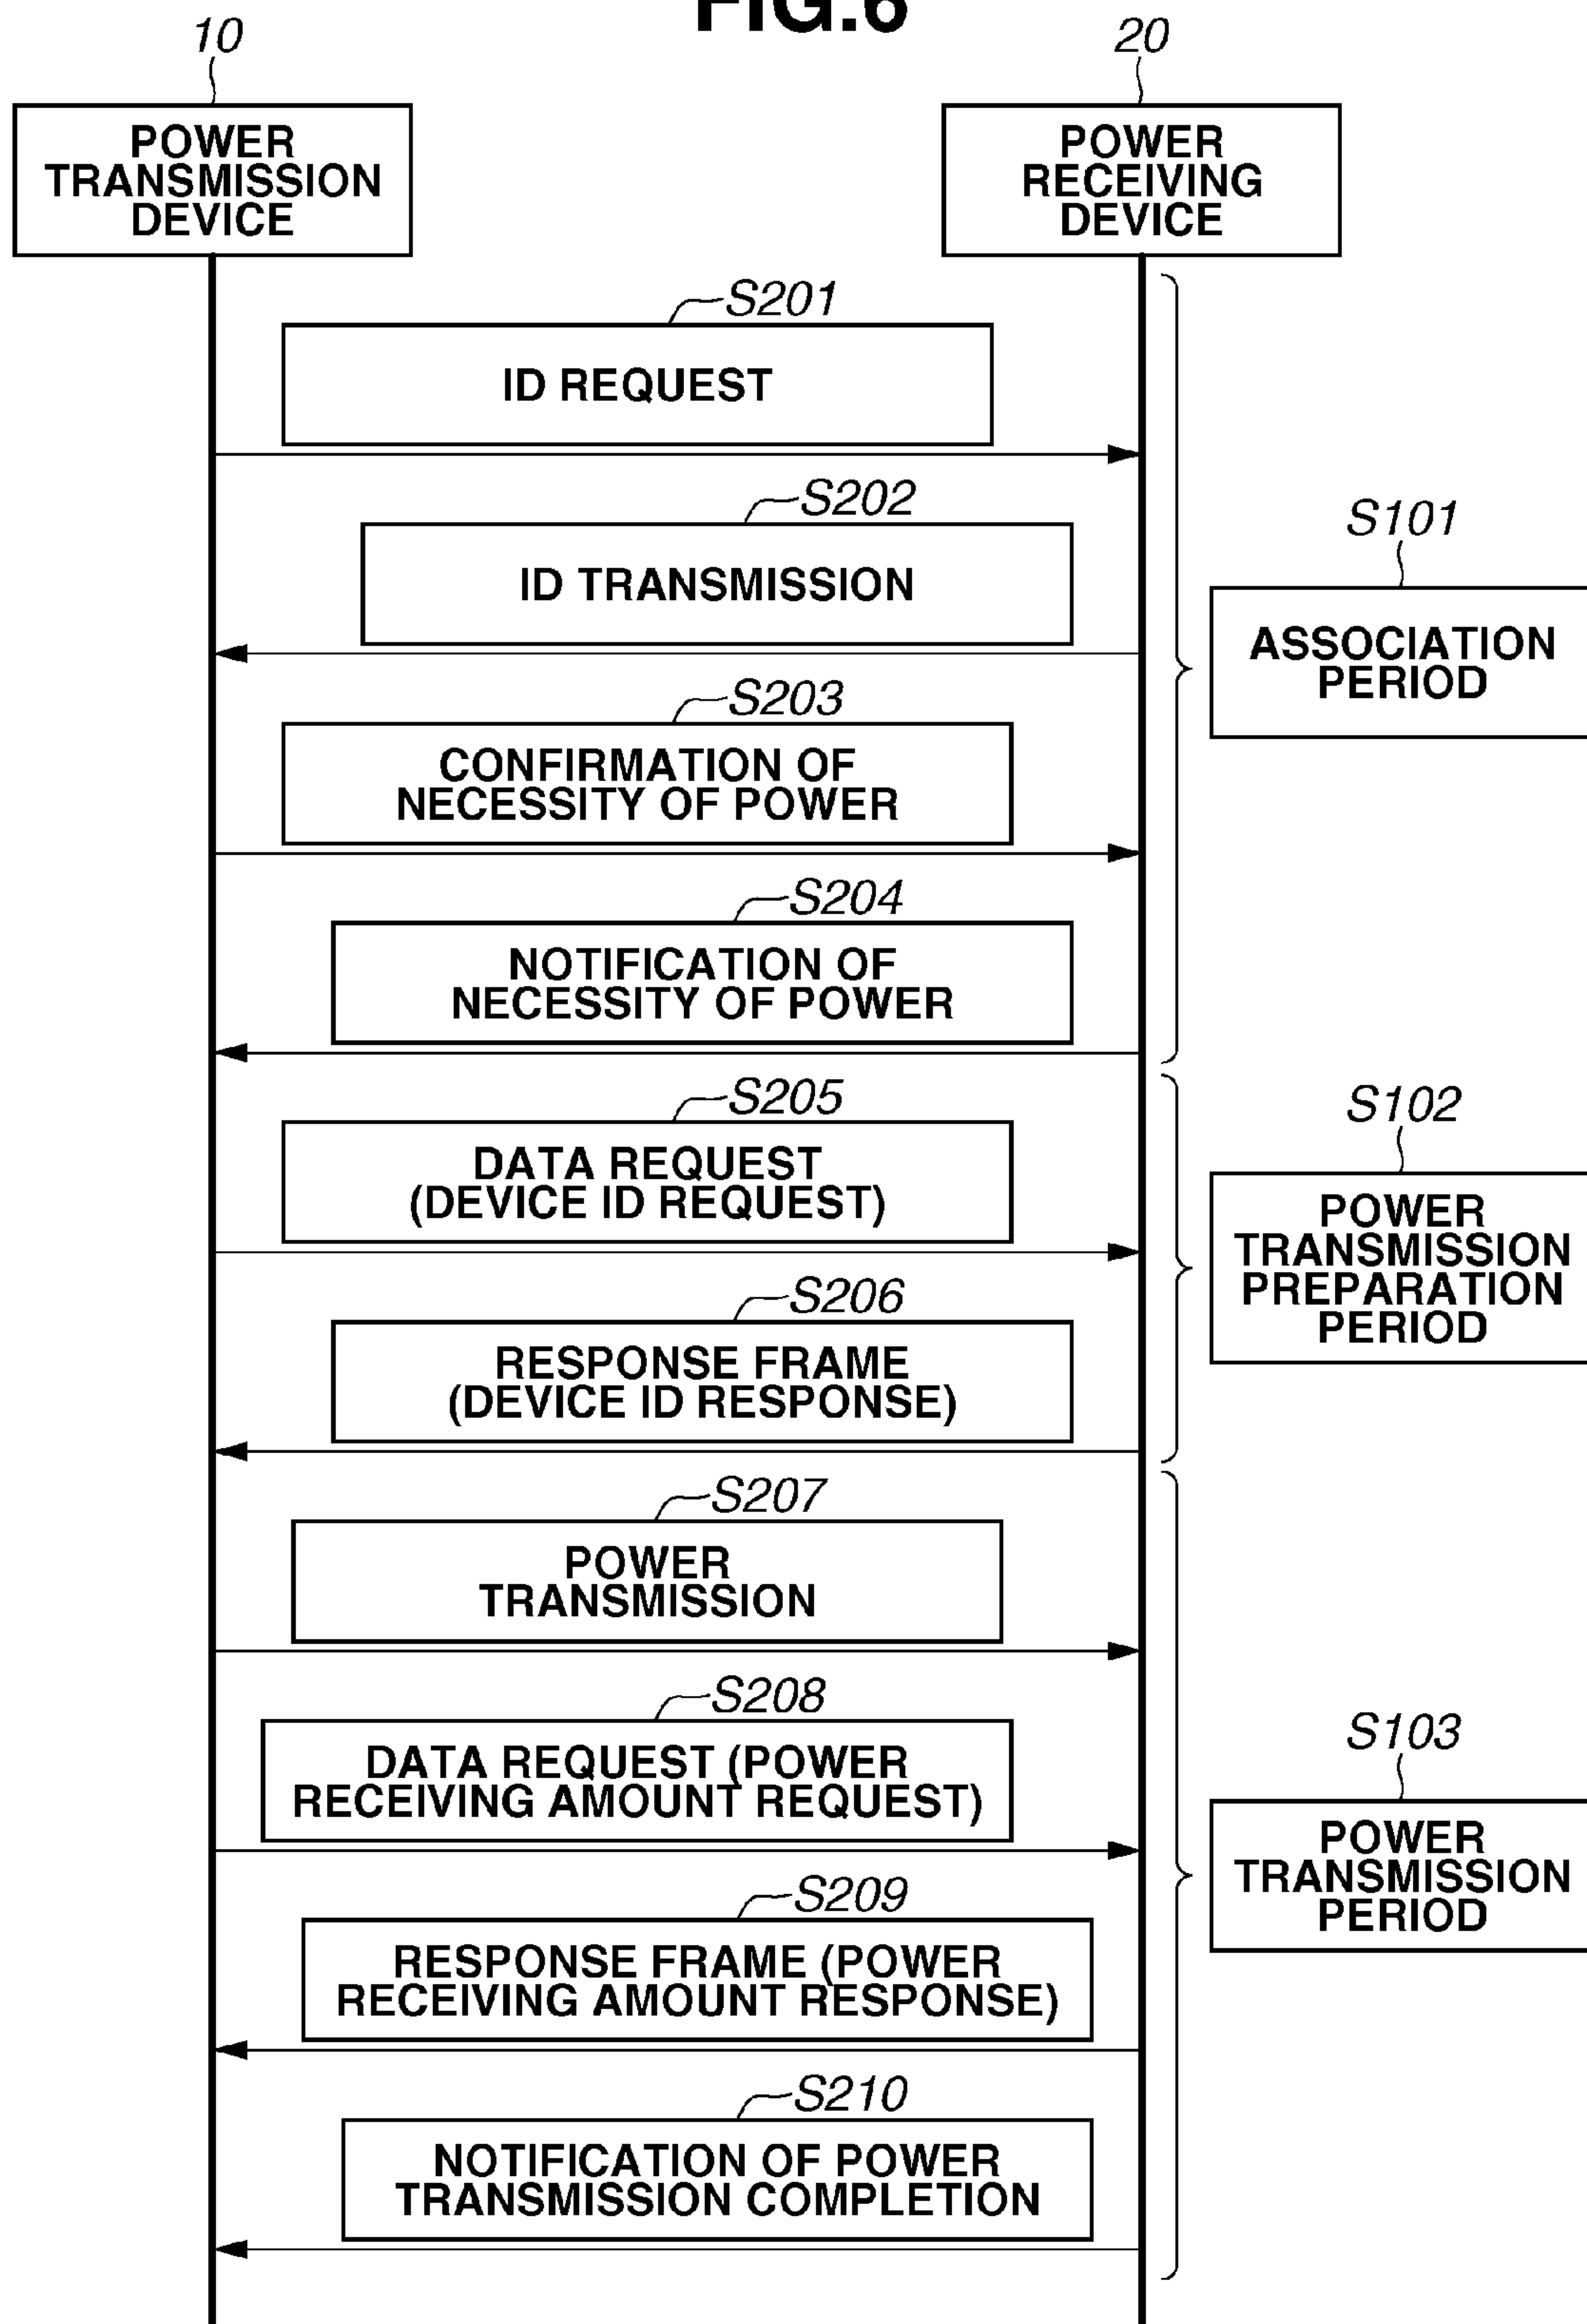 FIG.6
10
20
POWER
TRANSMISSION
DEVICE
POWER
RECEIVING
DEVICE
S201
ID REQUEST
S202
ID TRANSMISSION
S101
ASSOCIATION
PERIOD
S203
CONFIRMATION OF
NECESSITY OF POWER
S204
NOTIFICATION OF
NECESSITY OF POWER
S205
DATA REQUEST
(DEVICE ID REQUEST)
S102
POWER
TRANSMISSION
PREPARATION
PERIOD
S206
RESPONSE FRAME
(DEVICE ID RESPONSE)
S207
POWER
TRANSMISSION
S208
DATA REQUEST (POWER
RECEIVING AMOUNT REQUEST)
S103
POWER
TRANSMISSION
PERIOD
S209
RESPONSE FRAME (POWER
RECEIVING AMOUNT RESPONSE)
S210
NOTIFICATION OF POWER
TRANSMISSION COMPLETION